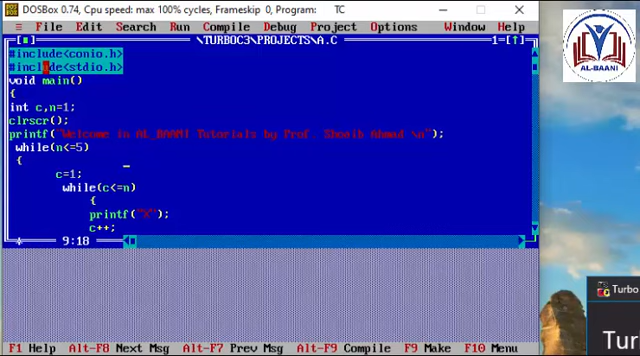 DOSBox 0.74, Cpu speed: max 100% cycles, Frameskip 0, Program: TC
≡ File Edit Search Run Compile Debug Project Options Window Help
\TURBOC3\PROJECTS\A.C 1=[↑]
#include<conio.h>
#include<stdio.h>
void main()
{
int c,n=1;
clrscr();
printf("Welcome in AL_BAANI Tutorials by Prof. Shoaib Ahmad \n");
while(n<=5)
{
c=1;
while(c<=n)
{
printf("X");
c++;
9:18
F1 Help Alt-F8 Next Msg Alt-F7 Prev Msg Alt-F9 Compile F9 Make F10 Menu
AL-BAANI
Turbo
Tur